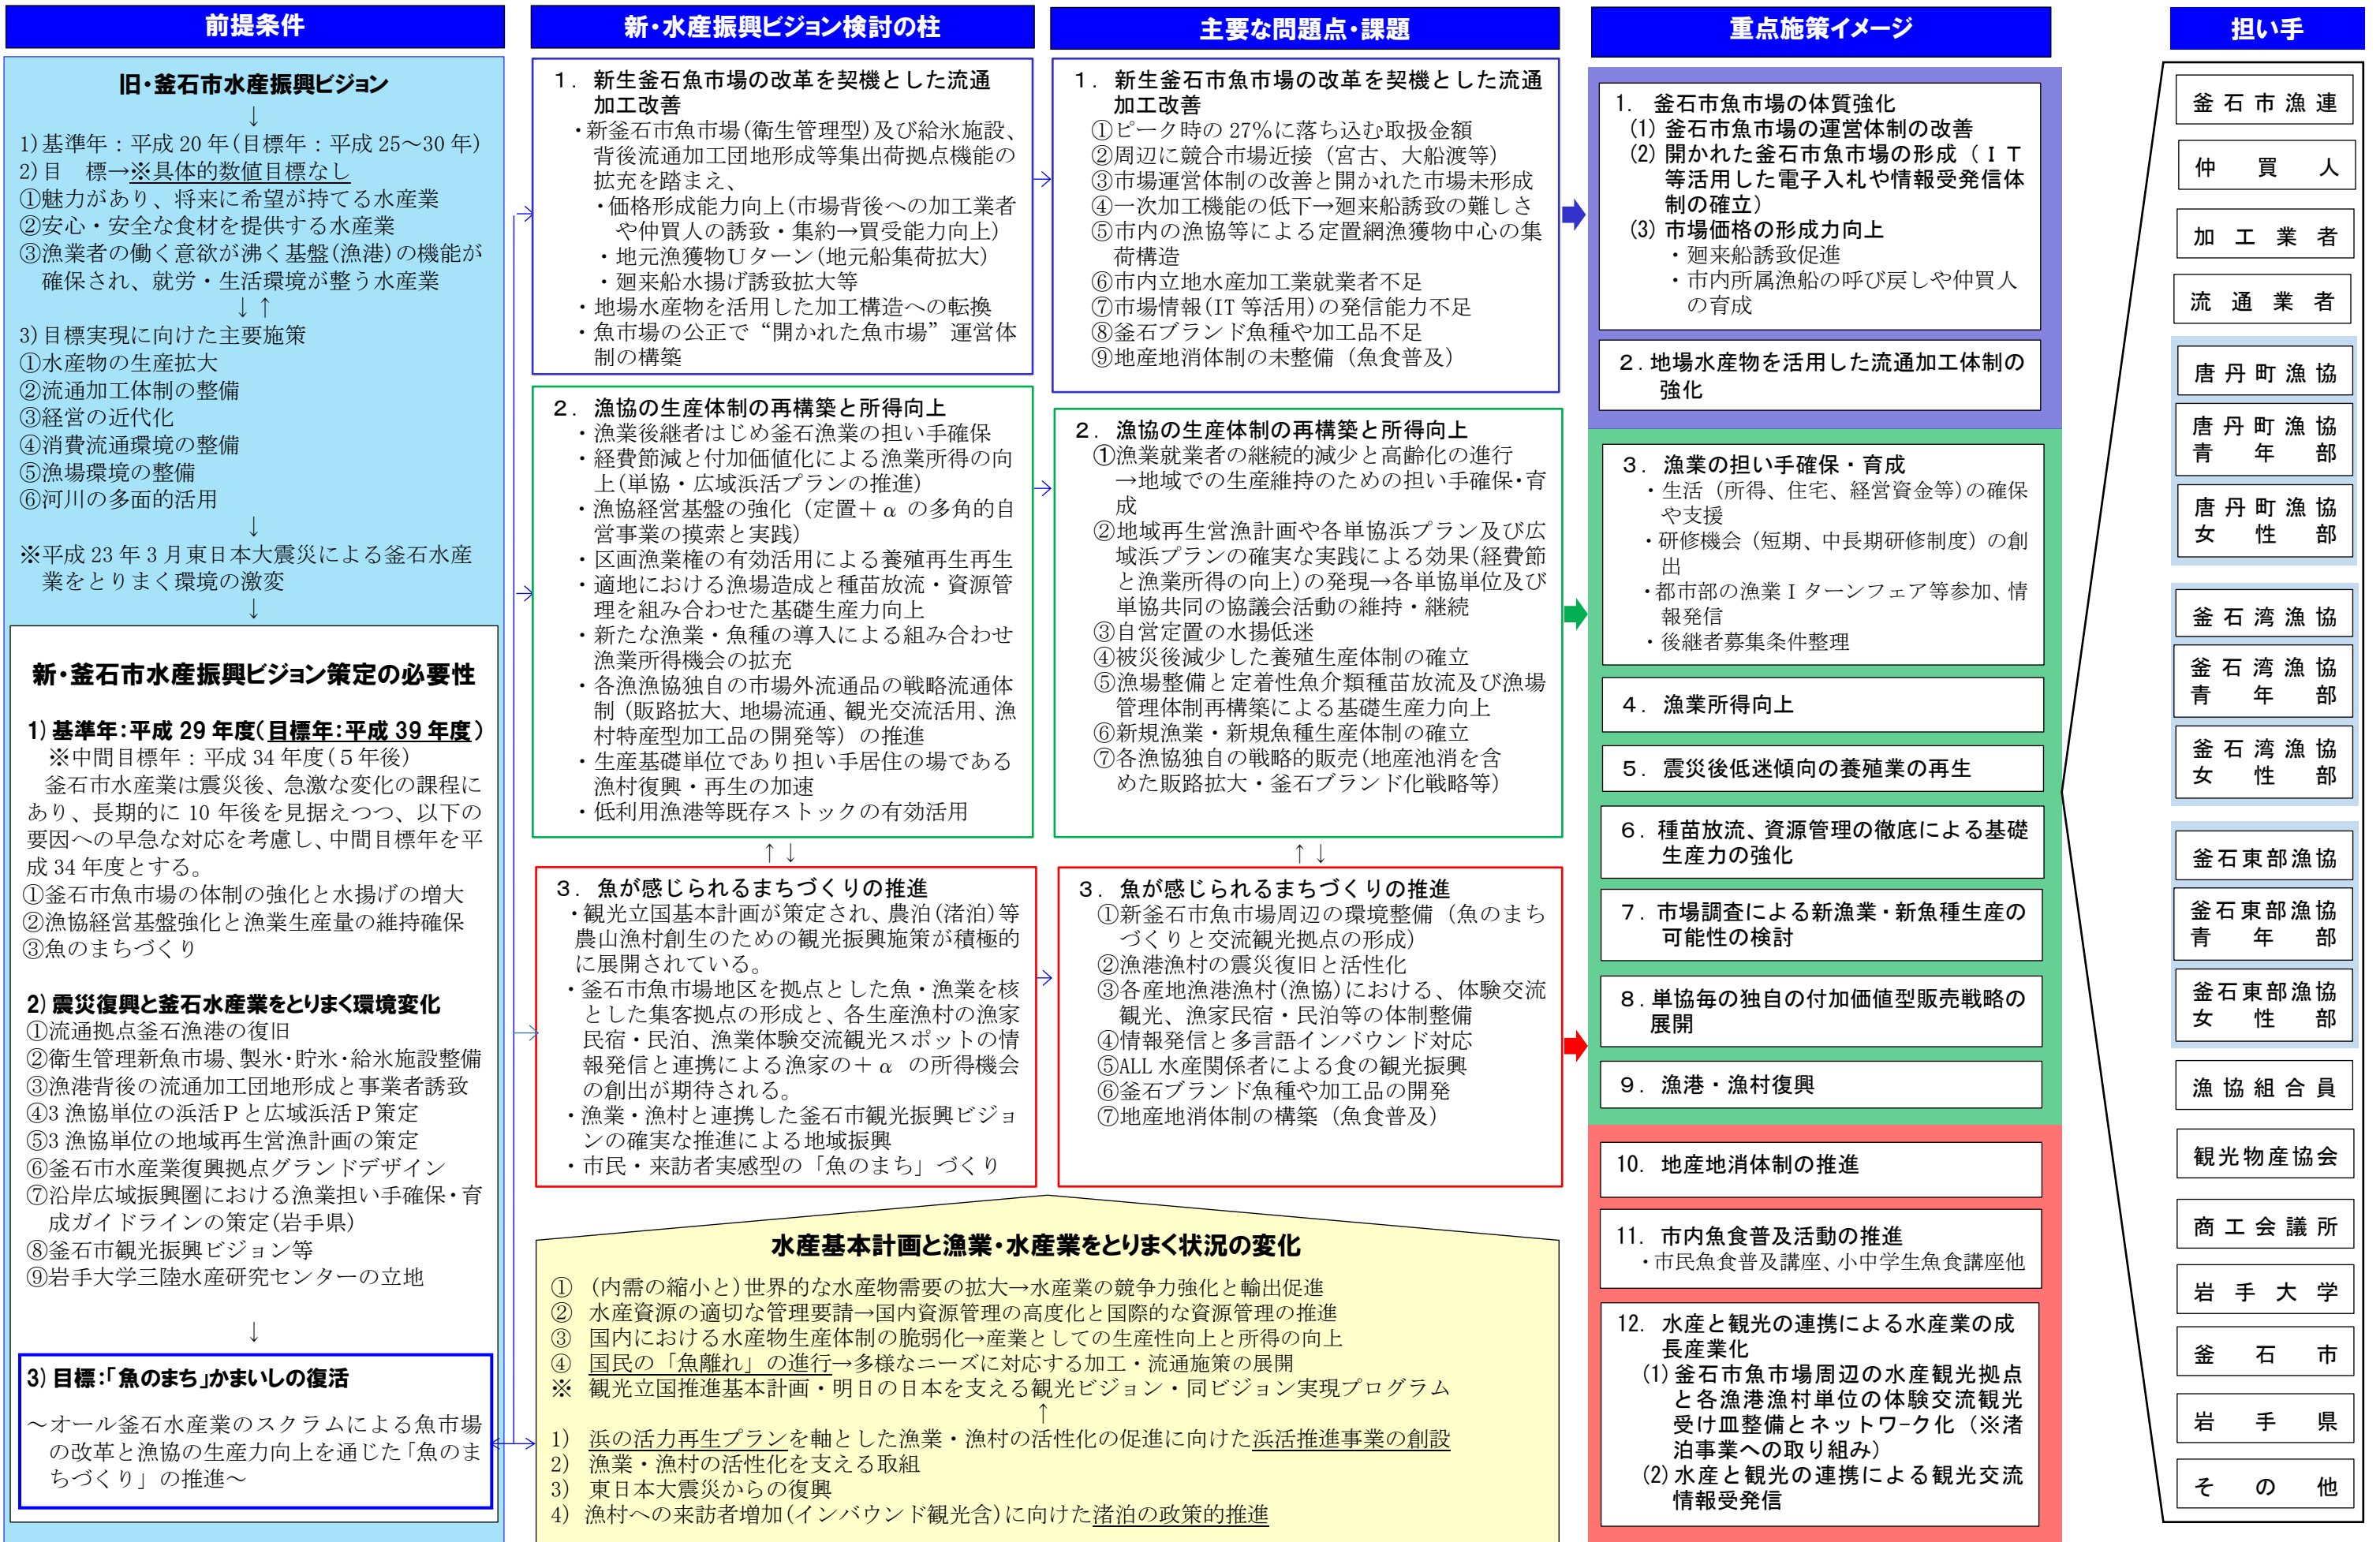 前提条件
旧・釜石市水産振興ビジョン
↓
1)基準年：平成20年(目標年：平成25～30年)
2)目　標→※具体的数値目標なし
①魅力があり、将来に希望が持てる水産業
②安心・安全な食材を提供する水産業
③漁業者の働く意欲が沸く基盤(漁港)の機能が
確保され、就労・生活環境が整う水産業
↓↑
3)目標実現に向けた主要施策
①水産物の生産拡大
②流通加工体制の整備
③経営の近代化
④消費流通環境の整備
⑤漁場環境の整備
⑥河川の多面的活用
↓
※平成23年3月東日本大震災による釜石水産
業をとりまく環境の激変
↓
新・釜石市水産振興ビジョン策定の必要性
1)基準年：平成29年度(目標年：平成39年度)
※中間目標年：平成34年度(5年後)
釜石市水産業は震災後、急激な変化の課程に
あり、長期的に10年後を見据えつつ、以下の
要因への早急な対応を考慮し、中間目標年を平
成34年度とする。
①釜石市魚市場の体制の強化と水揚げの増大
②漁協経営基盤強化と漁業生産量の維持確保
③魚のまちづくり
2)震災復興と釜石水産業をとりまく環境変化
①流通拠点釜石漁港の復旧
②衛生管理新魚市場、製氷・貯氷・給氷施設整備
③漁港背後の流通加工団地形成と事業者誘致
④3漁協単位の浜活Pと広域浜活P策定
⑤3漁協単位の地域再生営漁計画の策定
⑥釜石市水産業復興拠点グランドデザイン
⑦沿岸広域振興圏における漁業担い手確保・育
成ガイドラインの策定(岩手県)
⑧釜石市観光振興ビジョン等
⑨岩手大学三陸水産研究センターの立地
↓
3)目標：「魚のまち」かまいしの復活
～オール釜石水産業のスクラムによる魚市場
の改革と漁協の生産力向上を通じた「魚のま
ちづくり」の推進～
新・水産振興ビジョン検討の柱
1．新生釜石魚市場の改革を契機とした流通
加工改善
・新釜石市魚市場(衛生管理型)及び給氷施設、
背後流通加工団地形成等集出荷拠点機能の
拡充を踏まえ、
・価格形成能力向上(市場背後への加工業者
や仲買人の誘致・集約→買受能力向上)
・地元漁獲物Uターン(地元船集荷拡大)
・廻来船水揚げ誘致拡大等
・地場水産物を活用した加工構造への転換
・魚市場の公正で“開かれた魚市場”運営体
制の構築
2．漁協の生産体制の再構築と所得向上
・漁業後継者はじめ釜石漁業の担い手確保
・経費節減と付加価値化による漁業所得の向
上(単協・広域浜活プランの推進)
・漁協経営基盤の強化（定置＋αの多角的自
営事業の摸索と実践)
・区画漁業権の有効活用による養殖再生再生
・適地における漁場造成と種苗放流・資源管
理を組み合わせた基礎生産力向上
・新たな漁業・魚種の導入による組み合わせ
漁業所得機会の拡充
・各漁漁協独自の市場外流通品の戦略流通体
制（販路拡大、地場流通、観光交流活用、漁
村特産型加工品の開発等）の推進
・生産基礎単位であり担い手居住の場である
漁村復興・再生の加速
・低利用漁港等既存ストックの有効活用
↑↓
3．魚が感じられるまちづくりの推進
・観光立国基本計画が策定され、農泊(渚泊)等
農山漁村創生のための観光振興施策が積極的
に展開されている。
・釜石市魚市場地区を拠点とした魚・漁業を核
とした集客拠点の形成と、各生産漁村の漁家
民宿・民泊、漁業体験交流観光スポットの情
報発信と連携による漁家の＋αの所得機会
の創出が期待される。
・漁業・漁村と連携した釜石市観光振興ビジョ
ンの確実な推進による地域振興
・市民・来訪者実感型の「魚のまち」づくり
主要な問題点・課題
1．新生釜石市魚市場の改革を契機とした流通
加工改善
①ピーク時の27％に落ち込む取扱金額
②周辺に競合市場近接（宮古、大船渡等）
③市場運営体制の改善と開かれた市場未形成
④一次加工機能の低下→廻来船誘致の難しさ
⑤市内の漁協等による定置網漁獲物中心の集
荷構造
⑥市内立地水産加工業就業者不足
⑦市場情報(IT等活用)の発信能力不足
⑧釜石ブランド魚種や加工品不足
⑨地産地消体制の未整備（魚食普及）
2．漁協の生産体制の再構築と所得向上
①漁業就業者の継続的減少と高齢化の進行
→地域での生産維持のための担い手確保・育
成
②地域再生営漁計画や各単協浜プラン及び広
域浜プランの確実な実践による効果(経費節
と漁業所得の向上)の発現→各単協単位及び
単協共同の協議会活動の維持・継続
③自営定置の水揚低迷
④被災後減少した養殖生産体制の確立
⑤漁場整備と定着性魚介類種苗放流及び漁場
管理体制再構築による基礎生産力向上
⑥新規漁業・新規魚種生産体制の確立
⑦各漁協独自の戦略的販売(地産池消を含
めた販路拡大・釜石ブランド化戦略等)
↑↓
3．魚が感じられるまちづくりの推進
①新釜石市魚市場周辺の環境整備（魚のまち
づくりと交流観光拠点の形成）
②漁港漁村の震災復旧と活性化
③各産地漁港漁村(漁協)における、体験交流
観光、漁家民宿・民泊等の体制整備
④情報発信と多言語インバウンド対応
⑤ALL水産関係者による食の観光振興
⑥釜石ブランド魚種や加工品の開発
⑦地産地消体制の構築（魚食普及）
水産基本計画と漁業・水産業をとりまく状況の変化
①（内需の縮小と）世界的な水産物需要の拡大→水産業の競争力強化と輸出促進
②　水産資源の適切な管理要請→国内資源管理の高度化と国際的な資源管理の推進
③　国内における水産物生産体制の脆弱化→産業としての生産性向上と所得の向上
④　国民の「魚離れ」の進行→多様なニーズに対応する加工・流通施策の展開
※　観光立国推進基本計画・明日の日本を支える観光ビジョン・同ビジョン実現プログラム
↑
1)　浜の活力再生プランを軸とした漁業・漁村の活性化の促進に向けた浜活推進事業の創設
2)　漁業・漁村の活性化を支える取組
3)　東日本大震災からの復興
4)　漁村への来訪者増加(インバウンド観光含)に向けた渚泊の政策的推進
重点施策イメージ
1.　釜石市魚市場の体質強化
(1)釜石市魚市場の運営体制の改善
(2)開かれた釜石市魚市場の形成（IT
等活用した電子入札や情報受発信体
制の確立）
(3)市場価格の形成力向上
・廻来船誘致促進
・市内所属漁船の呼び戻しや仲買人
の育成
2.地場水産物を活用した流通加工体制の
強化
3．漁業の担い手確保・育成
・生活（所得、住宅、経営資金等)の確保
や支援
・研修機会（短期、中長期研修制度）の創
出
・都市部の漁業Iターンフェア等参加、情
報発信
・後継者募集条件整理
4．漁業所得向上
5．震災後低迷傾向の養殖業の再生
6．種苗放流、資源管理の徹底による基礎
生産力の強化
7．市場調査による新漁業・新魚種生産の
可能性の検討
8.単協毎の独自の付加価値型販売戦略の
展開
9．漁港・漁村復興
10.　地産地消体制の推進
11.　市内魚食普及活動の推進
・市民魚食普及講座、小中学生魚食講座他
12.　水産と観光の連携による水産業の成
長産業化
(1)釜石市魚市場周辺の水産観光拠点
と各漁港漁村単位の体験交流観光
受け皿整備とネットワーク化（※渚
泊事業への取り組み）
(2)水産と観光の連携による観光交流
情報受発信
担い手
釜石市漁連
仲買人
加工業者
流通業者
唐丹町漁協
唐丹町漁協
青年部
唐丹町漁協
女性部
釜石湾漁協
釜石湾漁協
青年部
釜石湾漁協
女性部
釜石東部漁協
釜石東部漁協
青年部
釜石東部漁協
女性部
漁協組合員
観光物産協会
商工会議所
岩手大学
釜石市
岩手県
その他